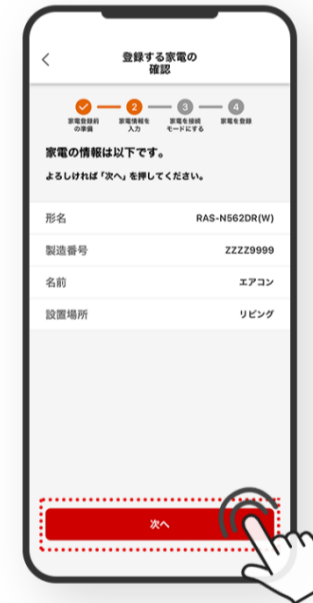 登録する家電の
確認
2
3
4
家電登録前
の準備
家電情報を
入力
家電を接続
モードにする
家電を登録
家電の情報は以下です。
よろしければ「次へ」を押してください。
形名 RAS-N562DR(W)
製造番号 ZZZZ9999
名前 エアコン
設置場所 リビング
次へ